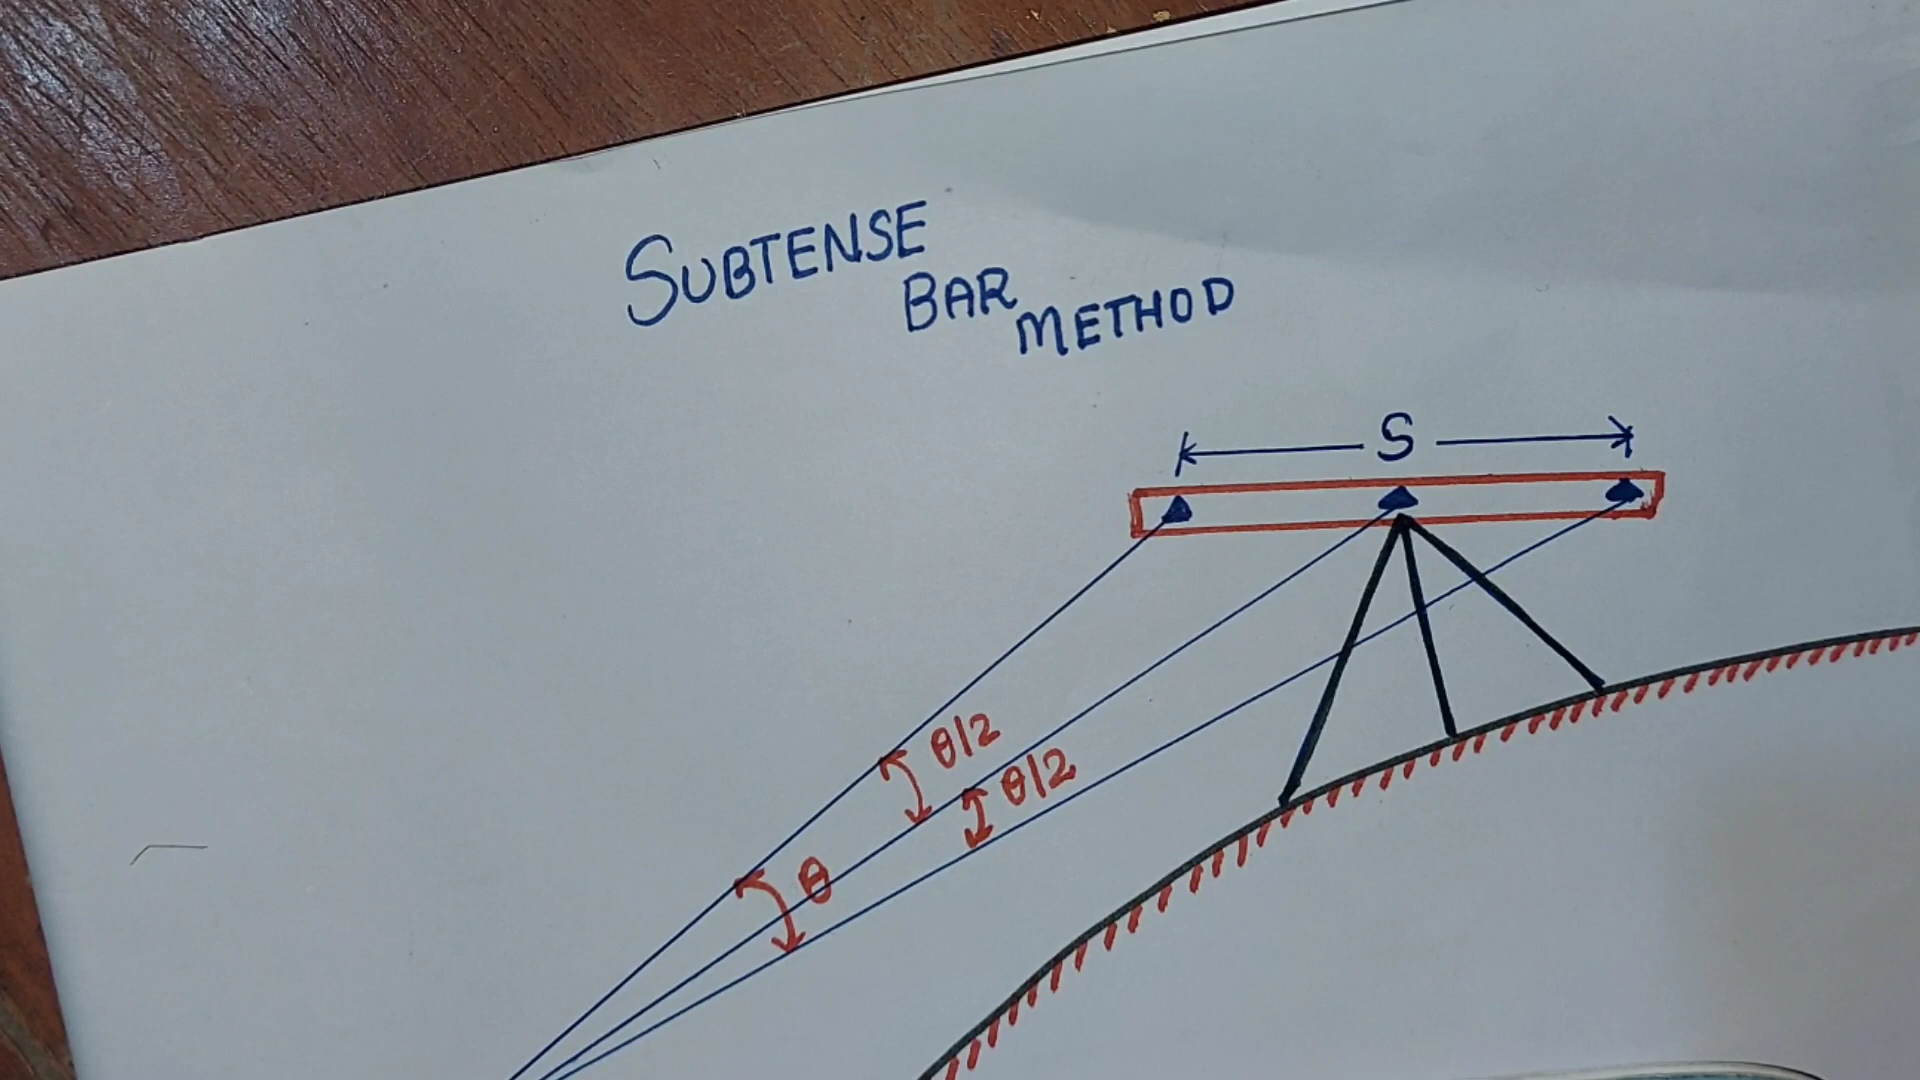 SUBTENSE
BAR
METHOD
S
θ/2
θ/2
θ